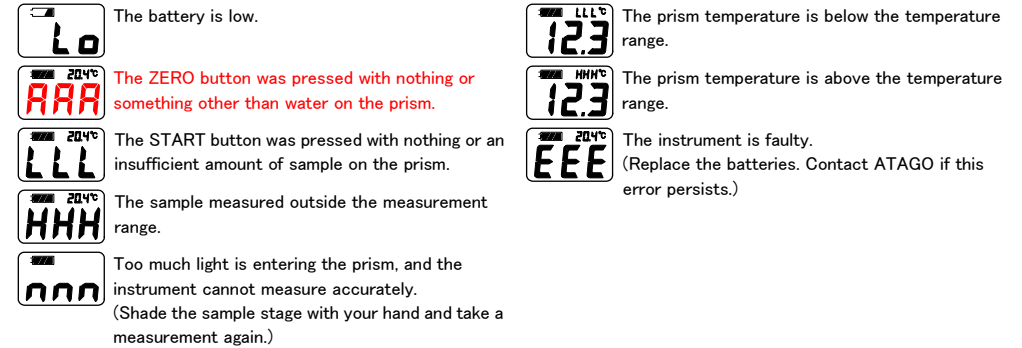 Lo
The battery is low.
20.4℃
AAA
The ZERO button was pressed with nothing or
something other than water on the prism.
20.4℃
LLL
The START button was pressed with nothing or an
insufficient amount of sample on the prism.
20.4℃
HHH
The sample measured outside the measurement
range.
nnn
Too much light is entering the prism, and the
instrument cannot measure accurately.
(Shade the sample stage with your hand and take a
measurement again.)
LLL℃
12.3
The prism temperature is below the temperature
range.
HHH℃
12.3
The prism temperature is above the temperature
range.
20.4℃
EEE
The instrument is faulty.
(Replace the batteries. Contact ATAGO if this
error persists.)